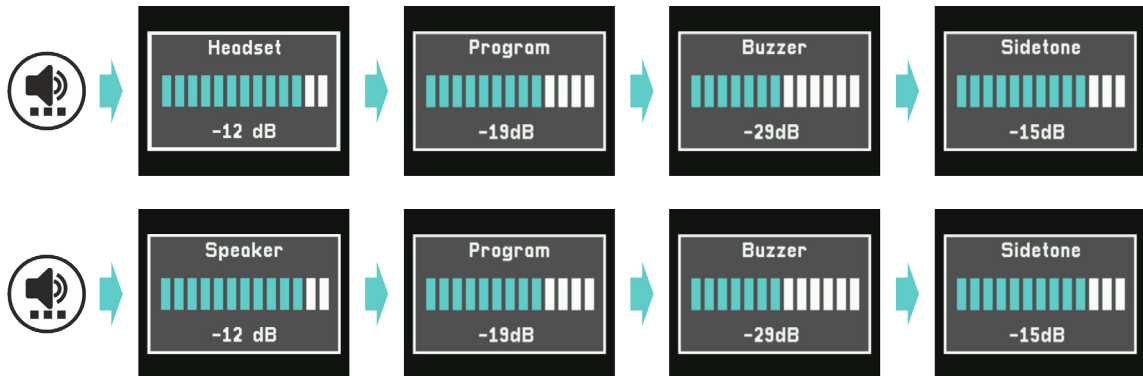 Headset
-12 dB
Program
-19dB
Buzzer
-29dB
Sidetone
-15dB
Speaker
-12 dB
Program
-19dB
Buzzer
-29dB
Sidetone
-15dB